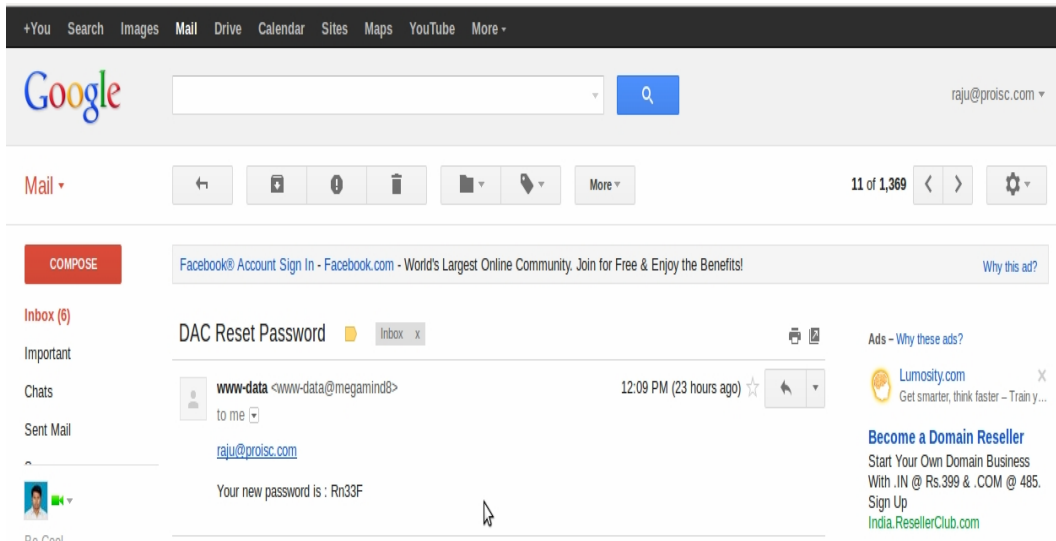 +You Search Images Mail Drive Calendar Sites Maps YouTube More
Google
raju@proisc.com
Mail
More
11 of 1,369
COMPOSE
Facebook® Account Sign In - Facebook.com - World's Largest Online Community. Join for Free & Enjoy the Benefits!
Why this ad?
Inbox (6)
Important
Chats
Sent Mail
DAC Reset Password
Inbox x
www-data <www-data@megamind8>
12:09 PM (23 hours ago)
to me
raju@proisc.com
Your new password is : Rn33F
Ads – Why these ads?
Lumosity.com
Get smarter, think faster – Train y...
Become a Domain Reseller
Start Your Own Domain Business
With .IN @ Rs.399 & .COM @ 485.
Sign Up
India.ResellerClub.com